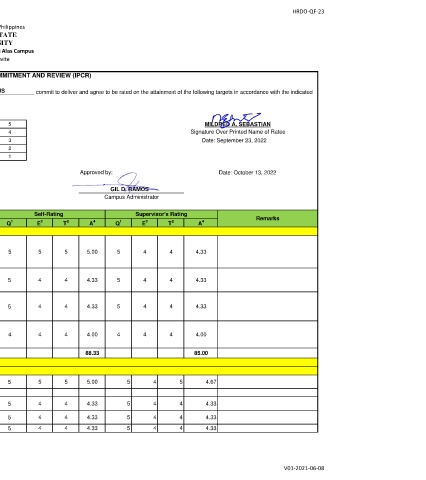 HRDO-QF-23
Philippines
TATE
SITY
Alas Campus
vite
MMITMENT AND REVIEW (IPCR)
S commit to deliver and agree to be rated on the attainment of the following targets in accordance with the indicated
MILDRED A. SEBASTIAN
5
Signature Over Printed Name of Ratee
4
3
Date: September 23, 2022
2
1
Approved by:
Date: October 13, 2022
GIL D. RAMOS
Campus Administrator
Self-Rating Supervisor's Rating Remarks
Q¹ E² T³ A⁴ Q¹ E² T³ A⁴
5 5 5 5.00 5 4 4 4.33
5 4 4 4.33 5 4 4 4.33
5 4 4 4.33 5 4 4 4.33
4 4 4 4.00 4 4 4 4.00
88.33 85.00
5 5 5 5.00 5 4 5 4.67
5 4 4 4.33 5 4 4 4.33
5 4 4 4.33 5 4 4 4.33
5 4 4 4.33 5 4 4 4.33
V01-2021-06-08